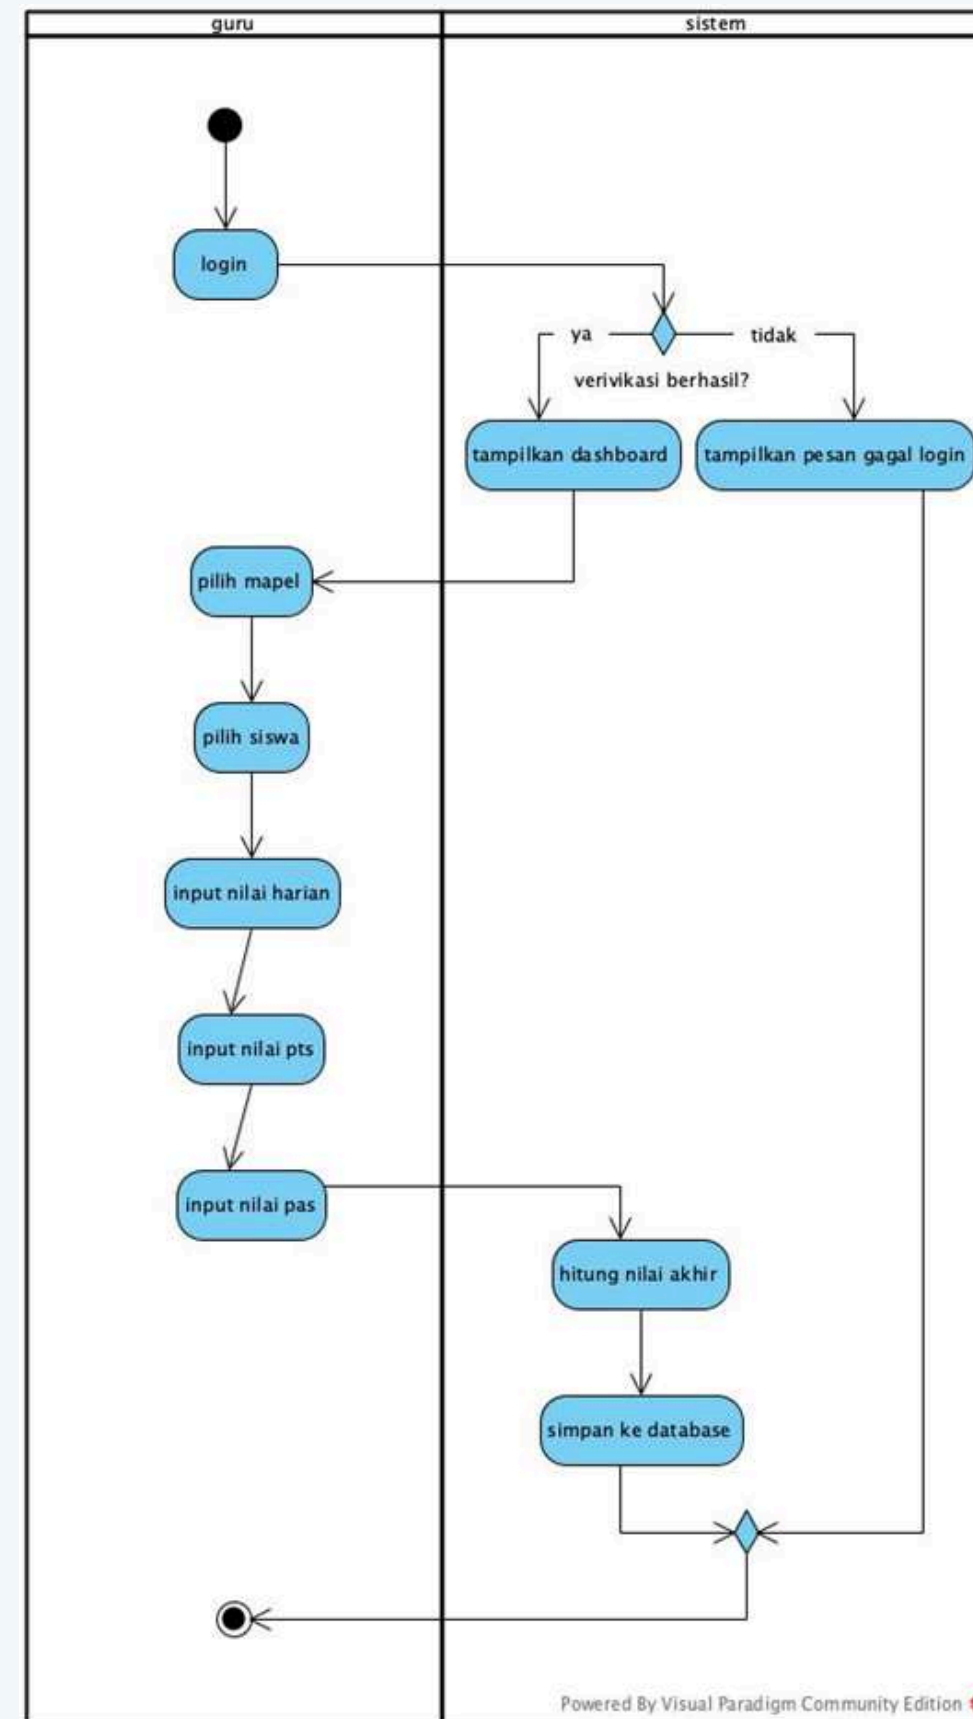 guru
sistem
login
ya
tidak
verivikasi berhasil?
tampilkan dashboard
tampilkan pesan gagal login
pilih mapel
pilih siswa
input nilai harian
input nilai pts
input nilai pas
hitung nilai akhir
simpan ke database
Powered By Visual Paradigm Community Edition